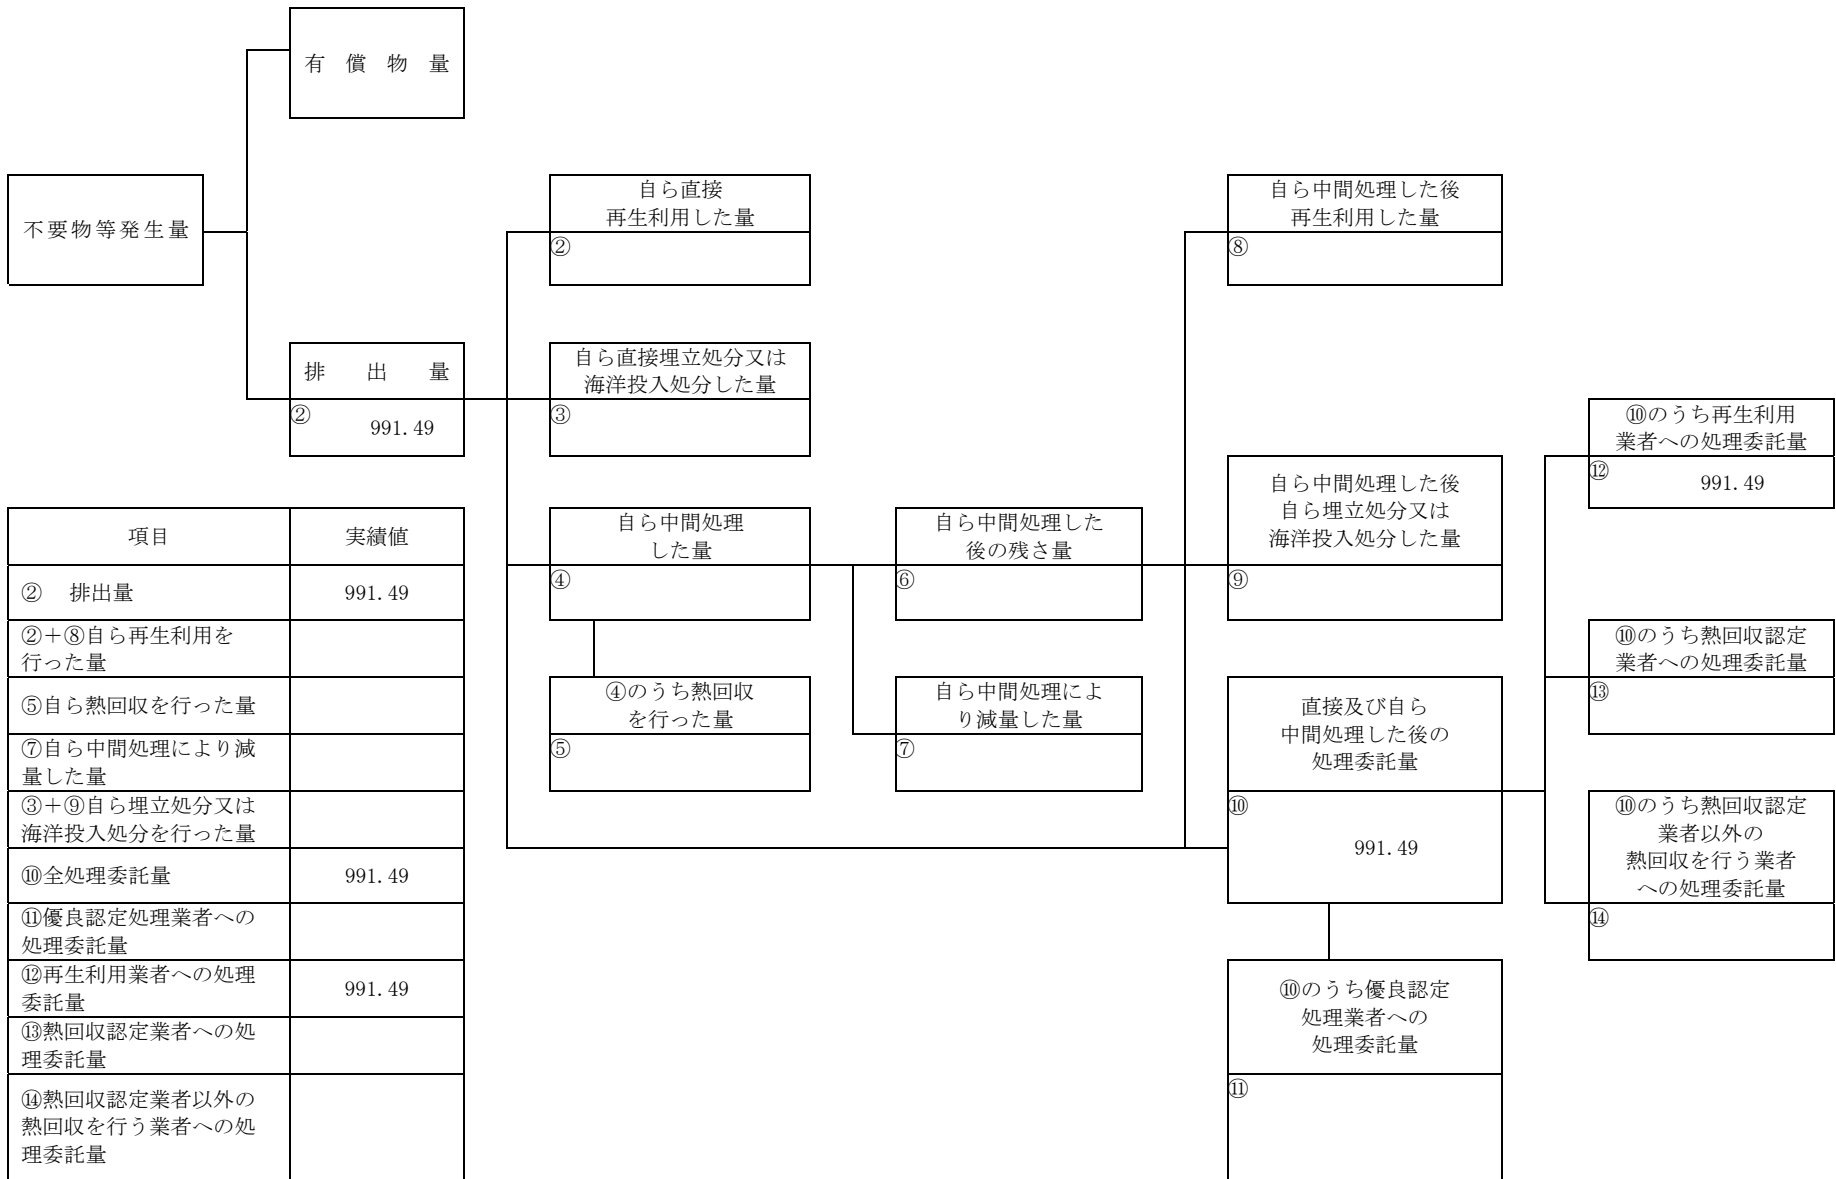 有 償 物 量
不要物等発生量
自ら直接
再生利用した量
②
自ら中間処理した後
再生利用した量
⑧
排 出 量
② 991.49
自ら直接埋立処分又は
海洋投入処分した量
③
⑩のうち再生利用
業者への処理委託量
⑫ 991.49
自ら中間処理
した量
④
自ら中間処理した
後の残さ量
⑥
自ら中間処理した後
自ら埋立処分又は
海洋投入処分した量
⑨
⑩のうち熱回収認定
業者への処理委託量
⑬
④のうち熱回収
を行った量
⑤
自ら中間処理によ
り減量した量
⑦
直接及び自ら
中間処理した後の
処理委託量
⑩
991.49
⑩のうち熱回収認定
業者以外の
熱回収を行う業者
への処理委託量
⑭
⑩のうち優良認定
処理業者への
処理委託量
⑪
項目 実績値
② 排出量 991.49
②＋⑧自ら再生利用を
行った量
⑤自ら熱回収を行った量
⑦自ら中間処理により減
量した量
③＋⑨自ら埋立処分又は
海洋投入処分を行った量
⑩全処理委託量 991.49
⑪優良認定処理業者への
処理委託量
⑫再生利用業者への処理
委託量 991.49
⑬熱回収認定業者への処
理委託量
⑭熱回収認定業者以外の
熱回収を行う業者への処
理委託量